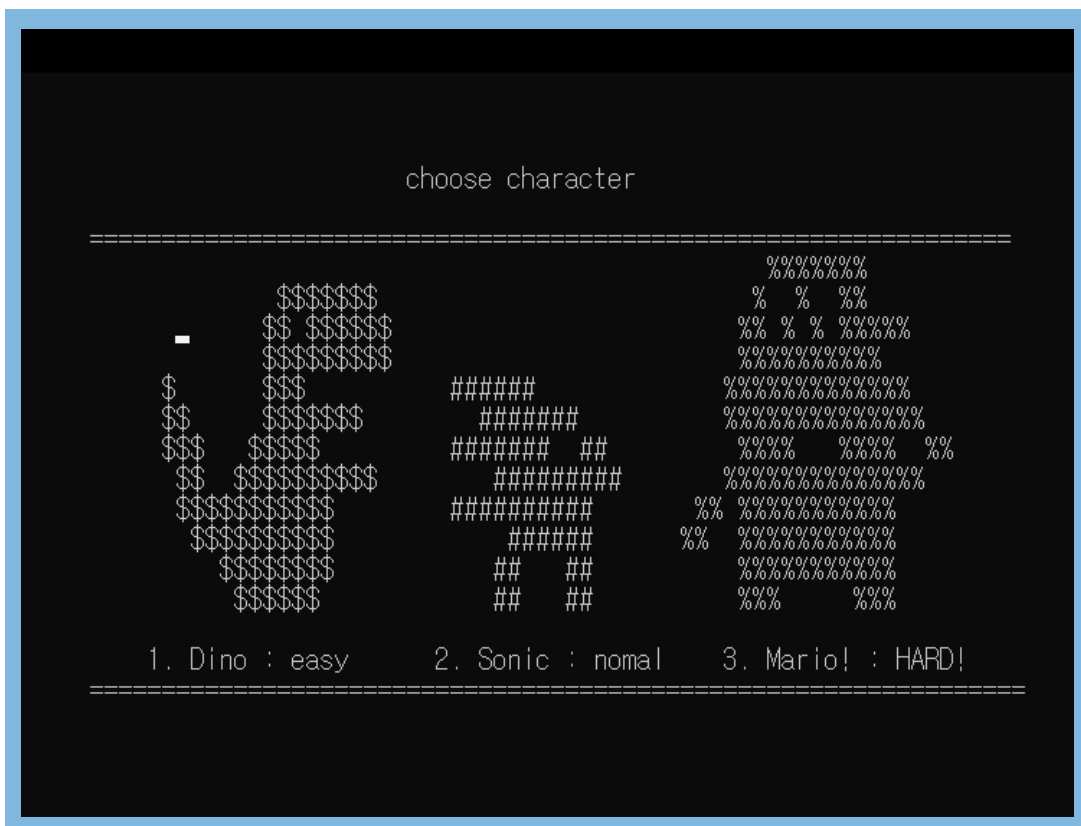 choose character
================================================================
%%%%%%%
$$$$$$$ % % %%
$$ $$$$$$ %% % % %%%%%
$$$$$$$$$ %%%%%%%%%%
$ $$$ ###### %%%%%%%%%%%%%
$$ $$$$$$$ ####### %%%%%%%%%%%%%%
$$$ $$$$$ ####### ## %%%% %%%% %%
$$ $$$$$$$$$$ ######### %%%%%%%%%%%%%%
$$$$$$$$$$$ ########## %% %%%%%%%%%%%
$$$$$$$$$$ ###### %% %%%%%%%%%%%
$$$$$$$$ ## ## %%%%%%%%%%%
$$$$$$ ## ## %%% %%%
1. Dino : easy 2. Sonic : nomal 3. Mario! : HARD!
=================================================================